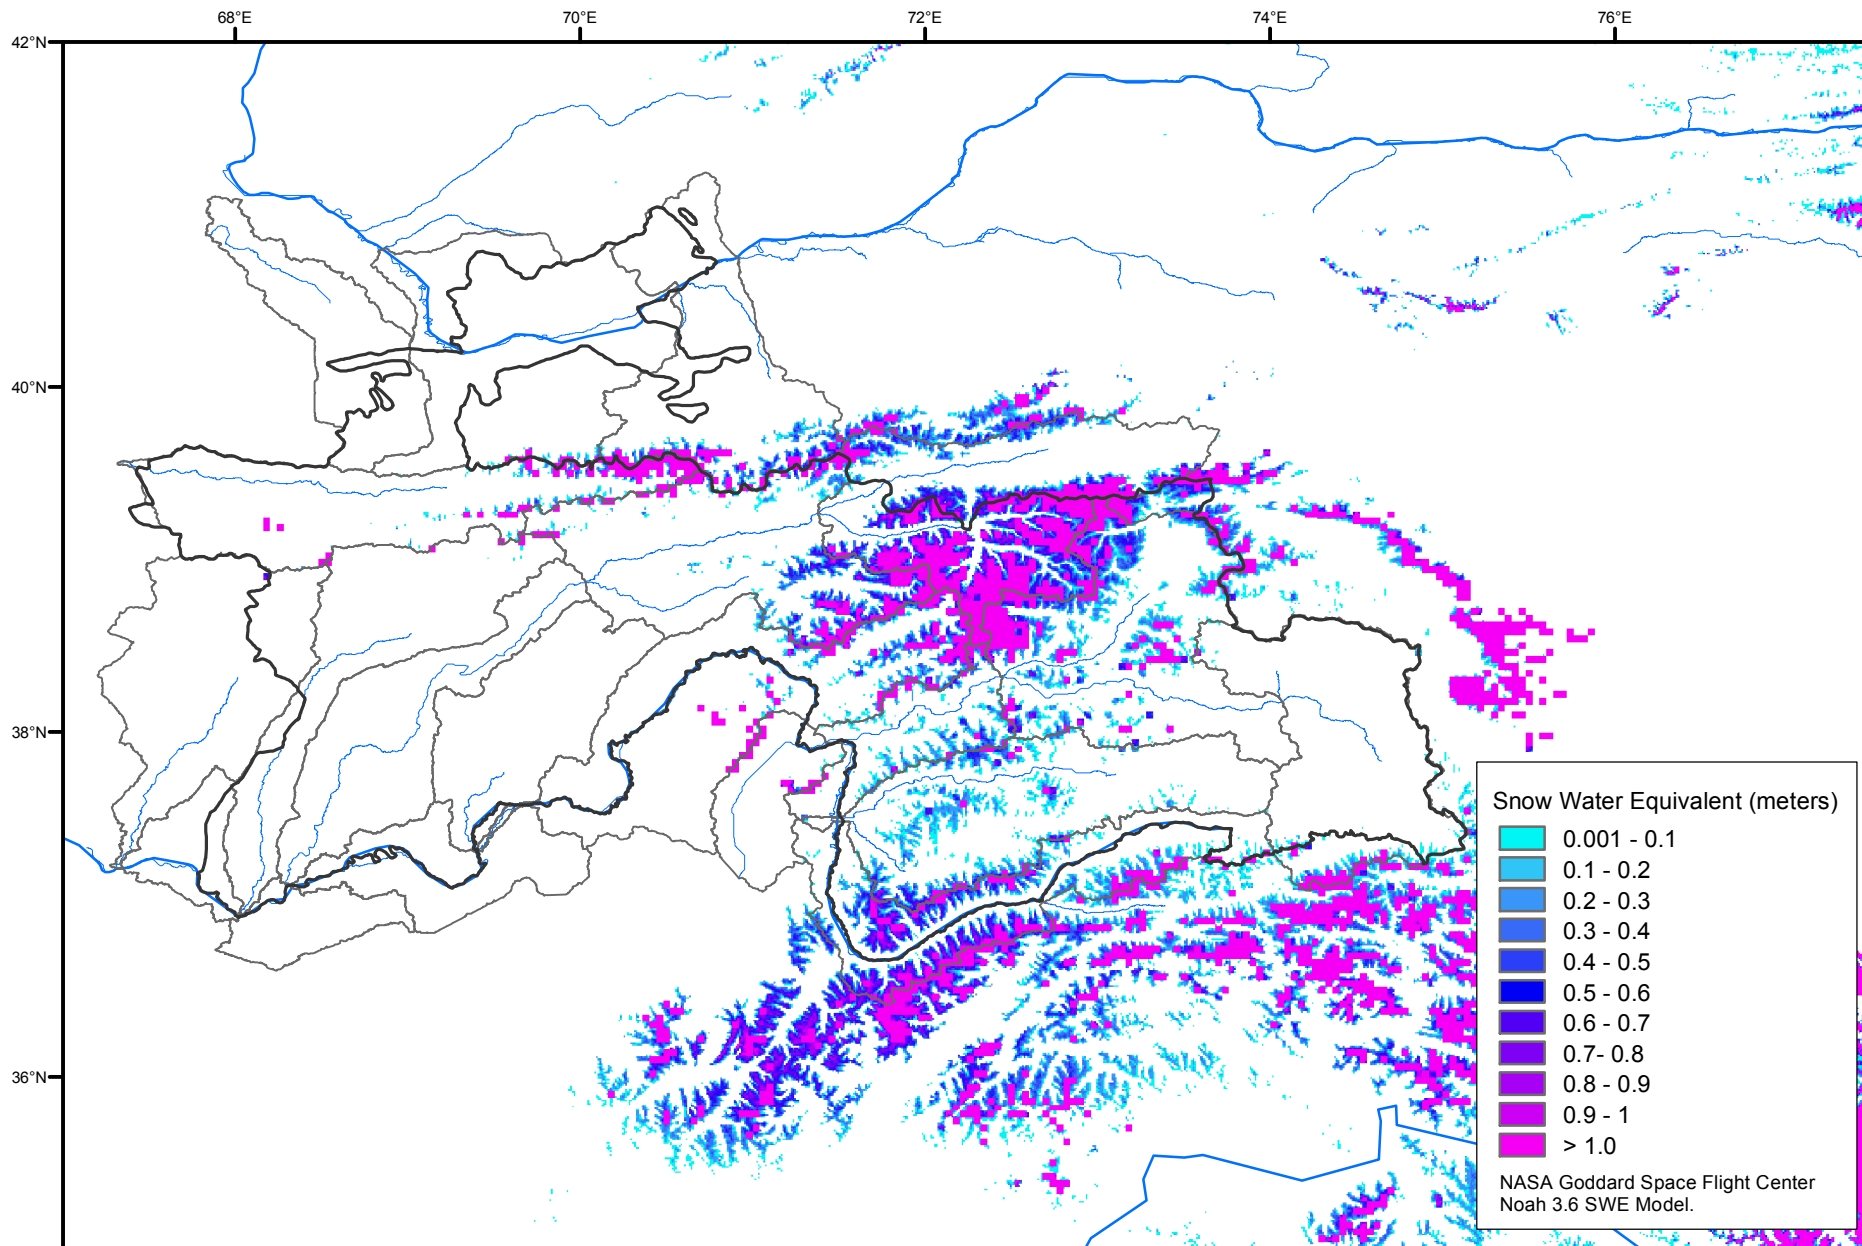 68°E
70°E
72°E
74°E
76°E
42°N
40°N
38°N
36°N
Snow Water Equivalent (meters)
0.001 - 0.1
0.1 - 0.2
0.2 - 0.3
0.3 - 0.4
0.4 - 0.5
0.5 - 0.6
0.6 - 0.7
0.7- 0.8
0.8 - 0.9
0.9 - 1
> 1.0
NASA Goddard Space Flight Center
Noah 3.6 SWE Model.